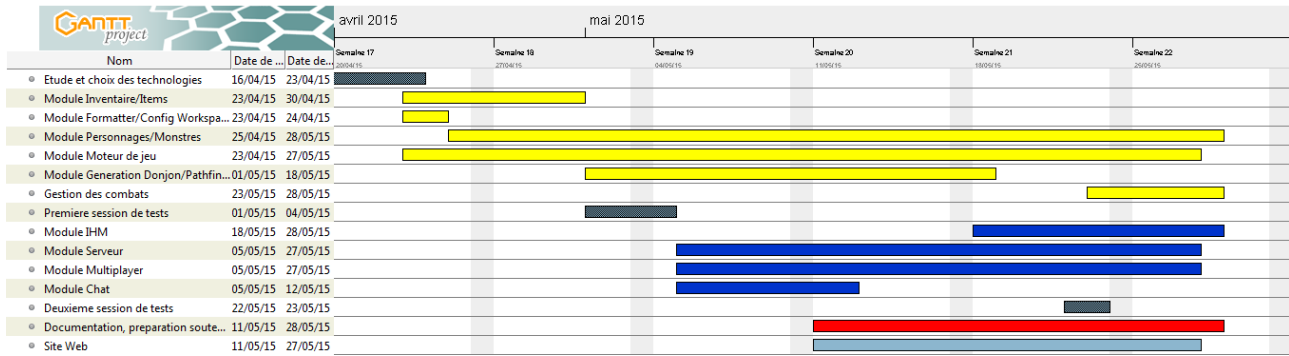 GANTT project
avril 2015
mai 2015
Semaine 17
Semaine 18
Semaine 19
Semaine 20
Semaine 21
Semaine 22
20/04/15
27/04/15
04/05/15
11/05/15
18/05/15
25/05/15
Nom Date de ... Date de...
Etude et choix des technologies 16/04/15 23/04/15
Module Inventaire/Items 23/04/15 30/04/15
Module Formatter/Config Workspa... 23/04/15 24/04/15
Module Personnages/Monstres 25/04/15 28/05/15
Module Moteur de jeu 23/04/15 27/05/15
Module Generation Donjon/Pathfin... 01/05/15 18/05/15
Gestion des combats 23/05/15 28/05/15
Premiere session de tests 01/05/15 04/05/15
Module IHM 18/05/15 28/05/15
Module Serveur 05/05/15 27/05/15
Module Multiplayer 05/05/15 27/05/15
Module Chat 05/05/15 12/05/15
Deuxieme session de tests 22/05/15 23/05/15
Documentation, preparation soute... 11/05/15 28/05/15
Site Web 11/05/15 27/05/15